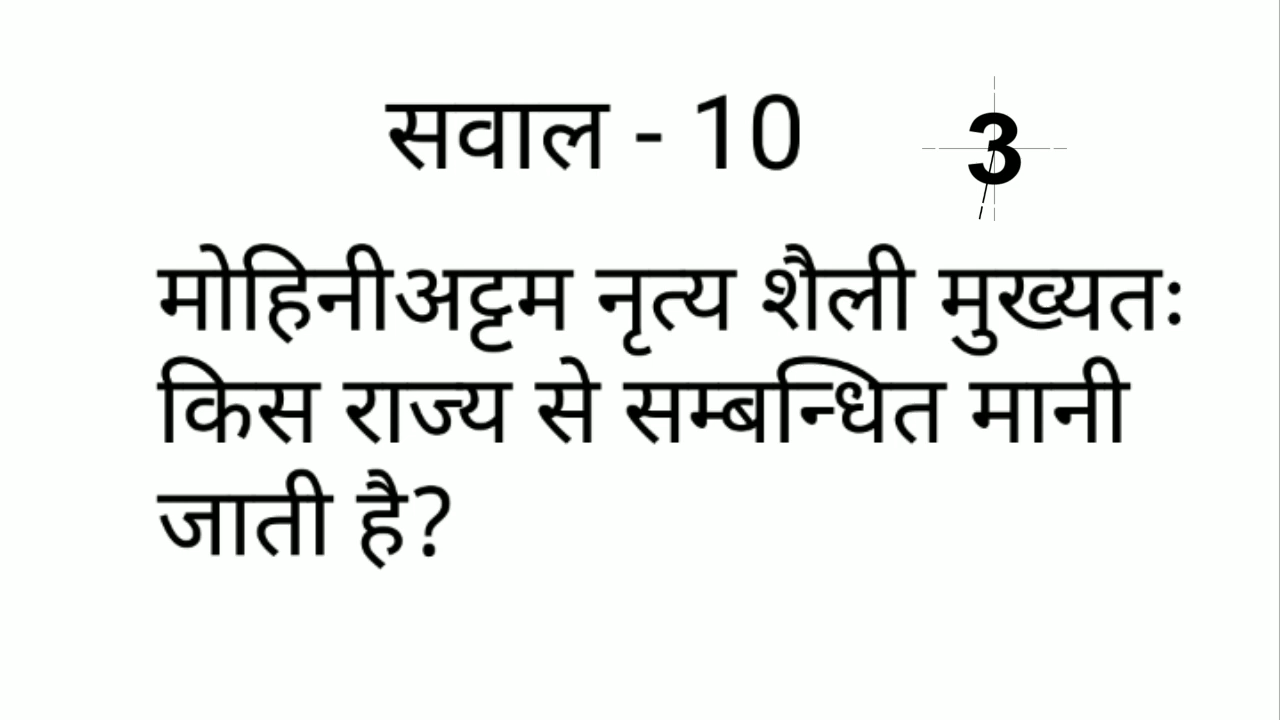 सवाल - 10
3
मोहिनीअट्टम नृत्य शैली मुख्यतः
किस राज्य से सम्बन्धित मानी
जाती है?